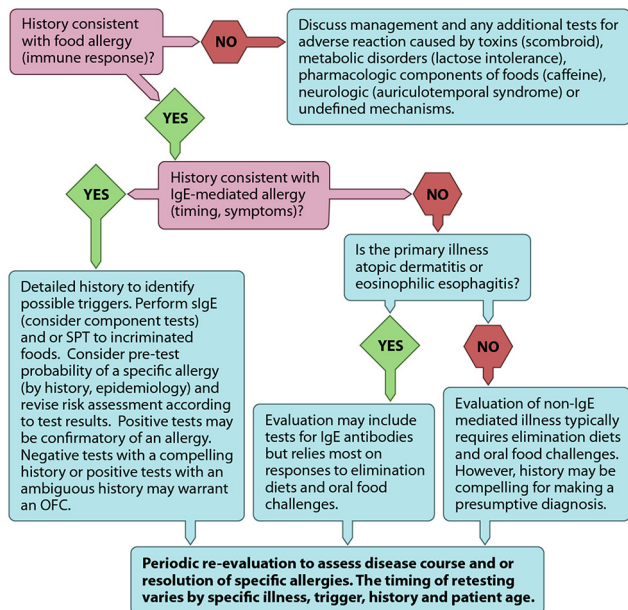 History consistent
with food allergy
(immune response)?
NO
Discuss management and any additional tests for
adverse reaction caused by toxins (scombroid),
metabolic disorders (lactose intolerance),
pharmacologic components of foods (caffeine),
neurologic (auriculotemporal syndrome) or
undefined mechanisms.
YES
YES
History consistent with
IgE-mediated allergy
(timing, symptoms)?
NO
Is the primary illness
atopic dermatitis or
eosinophilic esophagitis?
Detailed history to identify
possible triggers. Perform sIgE
(consider component tests)
and or SPT to incriminated
foods. Consider pre-test
probability of a specific allergy
(by history, epidemiology) and
revise risk assessment according
to test results. Positive tests may
be confirmatory of an allergy.
Negative tests with a compelling
history or positive tests with an
ambiguous history may warrant
an OFC.
YES
NO
Evaluation may include
tests for IgE antibodies
but relies most on
responses to elimination
diets and oral food
challenges.
Evaluation of non-IgE
mediated illness typically
requires elimination diets
and oral food challenges.
However, history may be
compelling for making a
presumptive diagnosis.
Periodic re-evaluation to assess disease course and or
resolution of specific allergies. The timing of retesting
varies by specific illness, trigger, history and patient age.